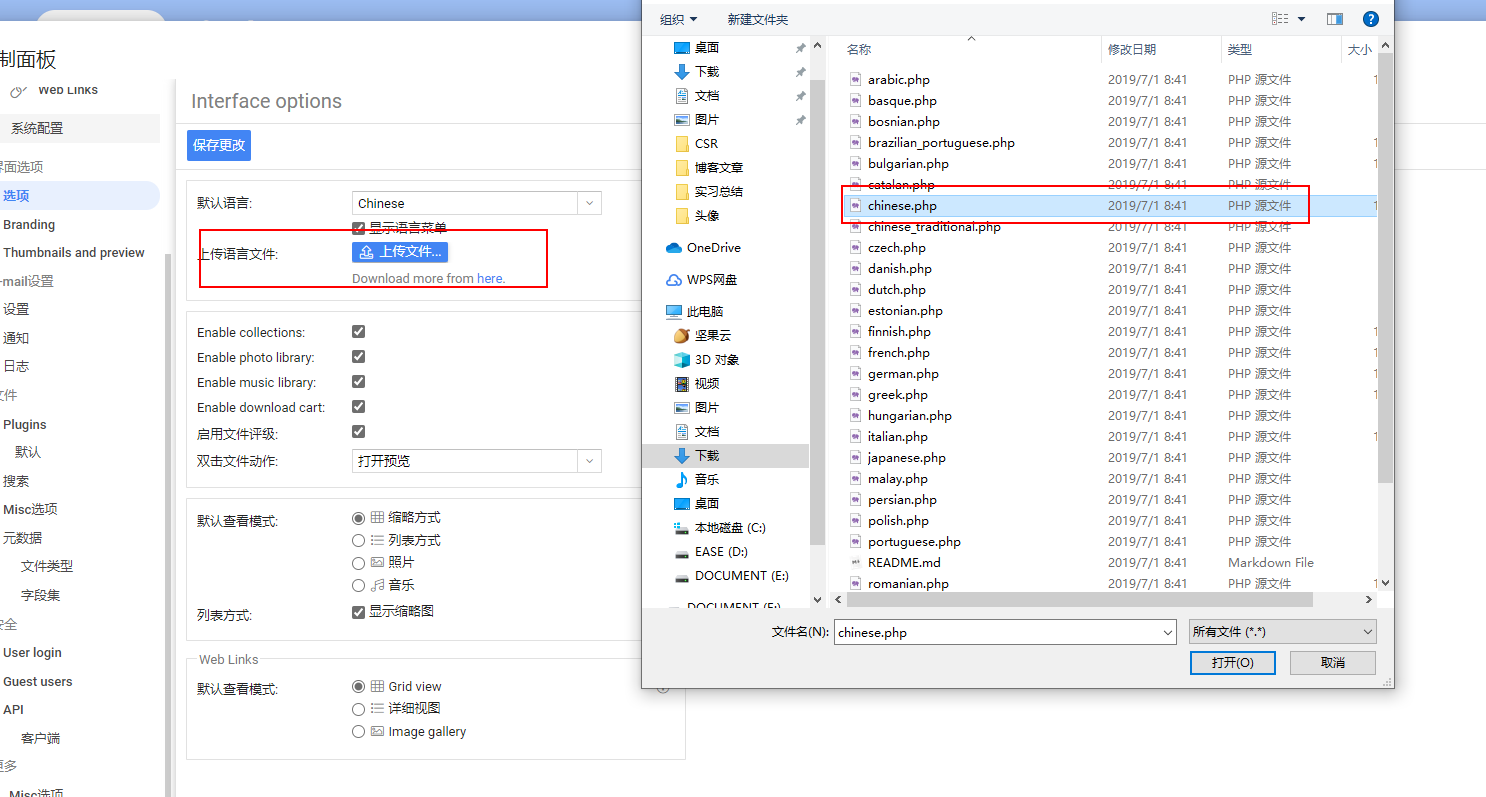 制面板
Web Links
系统配置
界面选项
选项
Branding
Thumbnails and preview
-mail设置
设置
通知
日志
文件
Plugins
默认
搜索
Misc选项
元数据
文件类型
字段集
安全
User login
Guest users
API
客户端
更多
Misc选项
Interface options
保存更改
默认语言:
Chinese
显示语言菜单
上传语言文件:
上传文件...
Download more from here.
Enable collections:
Enable photo library:
Enable music library:
Enable download cart:
启用文件评级:
双击文件动作:
打开预览
默认查看模式:
缩略方式
列表方式
照片
音乐
列表方式:
显示缩略图
Web Links
默认查看模式:
Grid view
详细视图
Image gallery
组织
新建文件夹
桌面
下载
文档
图片
CSR
博客文章
实习总结
头像
OneDrive
WPS网盘
此电脑
坚果云
3D 对象
视频
图片
文档
下载
音乐
桌面
本地磁盘 (C:)
EASE (D:)
DOCUMENT (E:)
DOCUMENT (E:)
名称 修改日期 类型 大小
arabic.php 2019/7/1 8:41 PHP 源文件 1
basque.php 2019/7/1 8:41 PHP 源文件
bosnian.php 2019/7/1 8:41 PHP 源文件
brazilian_portuguese.php 2019/7/1 8:41 PHP 源文件 1
bulgarian.php 2019/7/1 8:41 PHP 源文件 1
catalan.php 2019/7/1 8:41 PHP 源文件
chinese.php 2019/7/1 8:41 PHP 源文件 1
chinese_traditional.php 2019/7/1 8:41 PHP 源文件
czech.php 2019/7/1 8:41 PHP 源文件
danish.php 2019/7/1 8:41 PHP 源文件
dutch.php 2019/7/1 8:41 PHP 源文件
estonian.php 2019/7/1 8:41 PHP 源文件
finnish.php 2019/7/1 8:41 PHP 源文件 1
french.php 2019/7/1 8:41 PHP 源文件 1
german.php 2019/7/1 8:41 PHP 源文件 1
greek.php 2019/7/1 8:41 PHP 源文件 1
hungarian.php 2019/7/1 8:41 PHP 源文件
italian.php 2019/7/1 8:41 PHP 源文件 1
japanese.php 2019/7/1 8:41 PHP 源文件
malay.php 2019/7/1 8:41 PHP 源文件
persian.php 2019/7/1 8:41 PHP 源文件
polish.php 2019/7/1 8:41 PHP 源文件
portuguese.php 2019/7/1 8:41 PHP 源文件
README.md 2019/7/1 8:41 Markdown File
romanian.php 2019/7/1 8:41 PHP 源文件 1
文件名(N): chinese.php 所有文件 (*.*)
打开(O) 取消